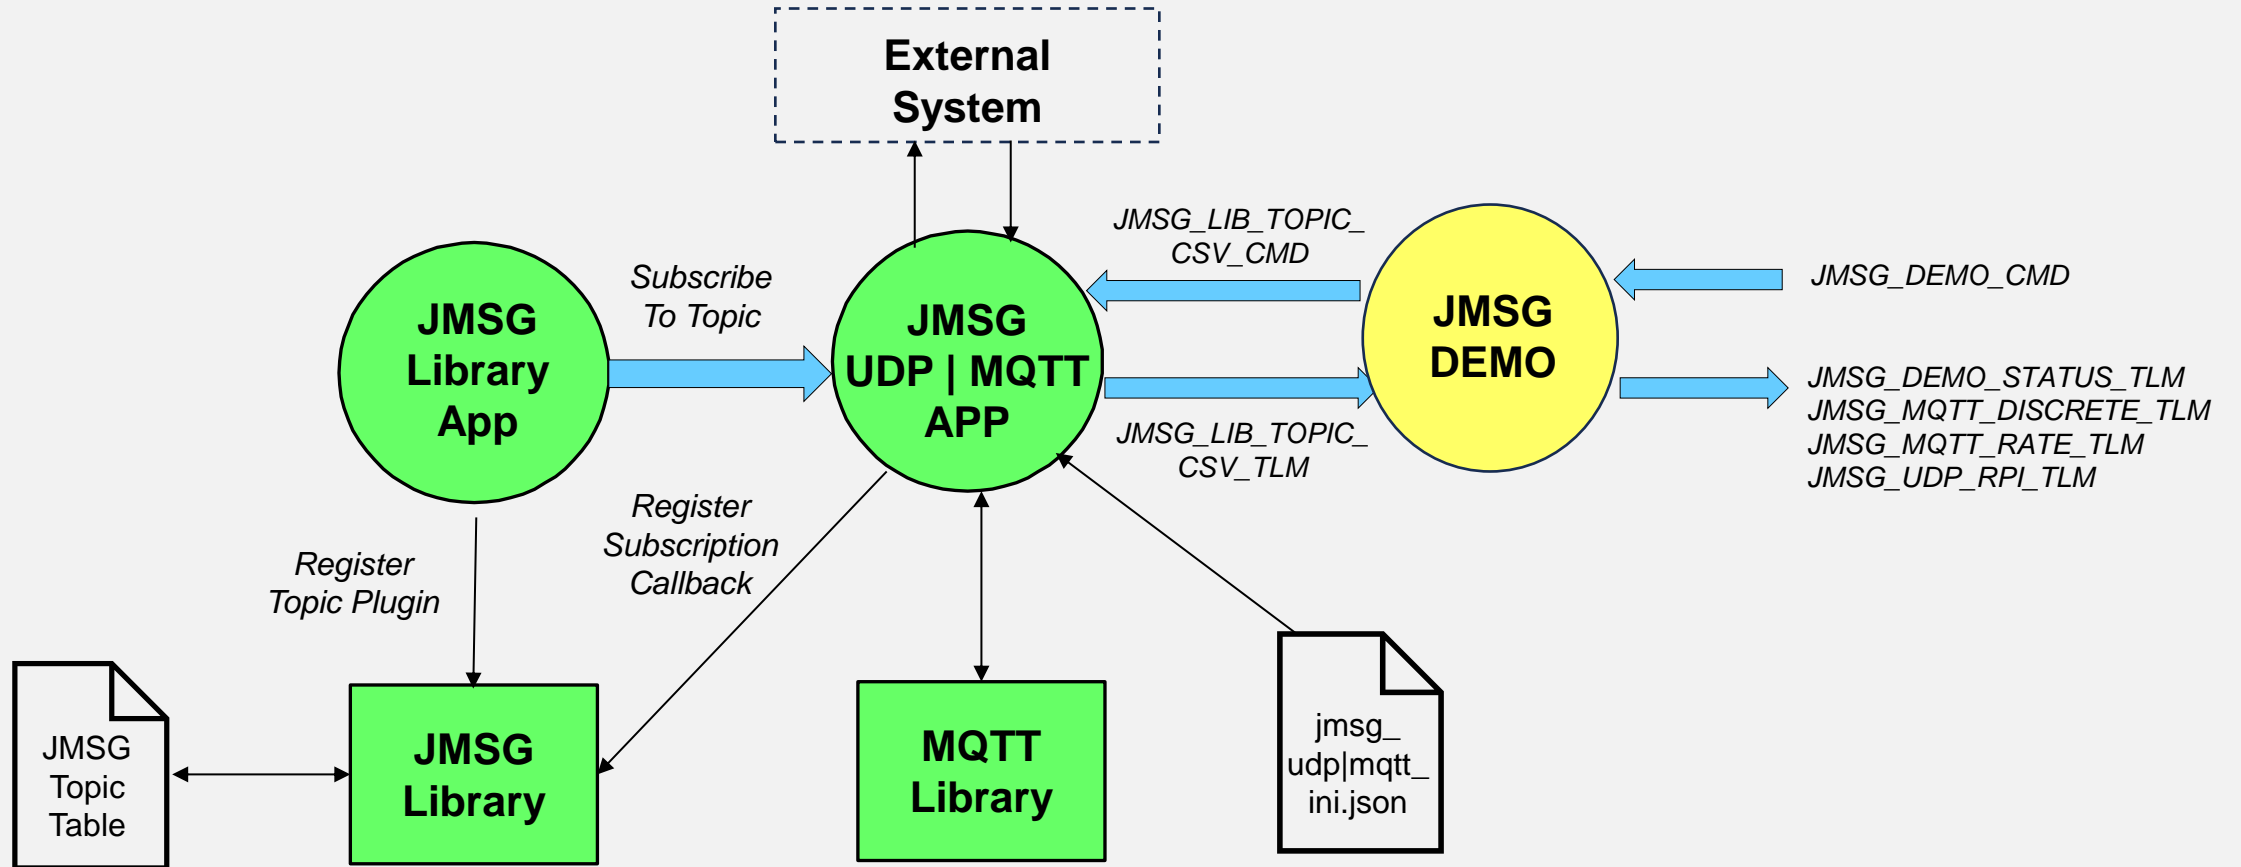 External
System
JMSG_LIB_TOPIC_
CSV_CMD
Subscribe
To Topic
JMSG_DEMO_CMD
JMSG
Library
App
JMSG
UDP | MQTT
APP
JMSG
DEMO
JMSG_DEMO_STATUS_TLM
JMSG_MQTT_DISCRETE_TLM
JMSG_MQTT_RATE_TLM
JMSG_UDP_RPI_TLM
JMSG_LIB_TOPIC_
CSV_TLM
Register
Subscription
Callback
Register
Topic Plugin
JMSG
Topic
Table
JMSG
Library
MQTT
Library
jmsg_
udp|mqtt_
ini.json